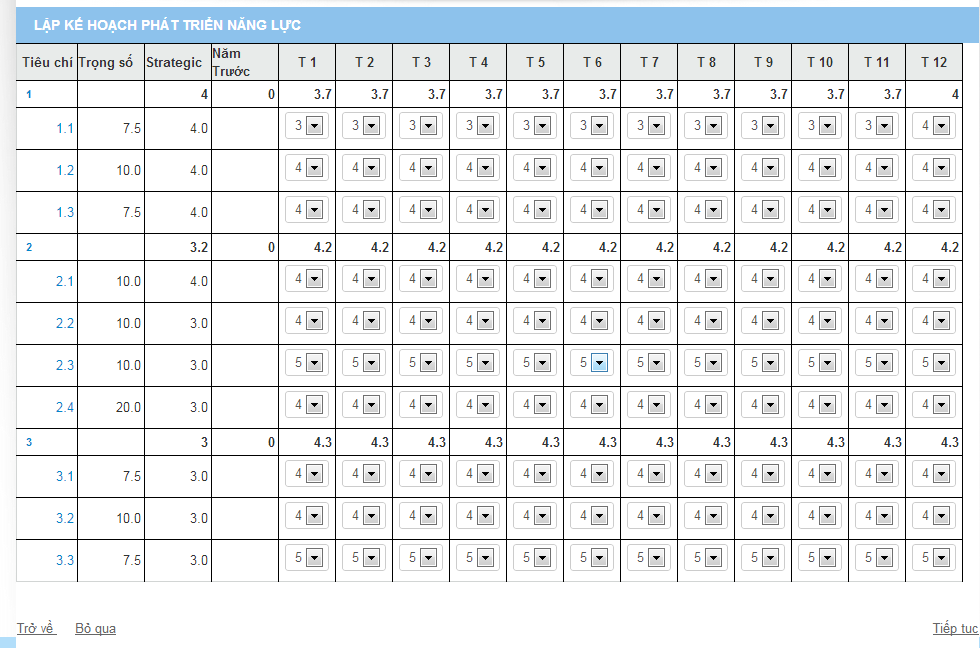 LẬP KẾ HOẠCH PHÁT TRIỂN NĂNG LỰC
Tiêu chí Trọng số Strategic Năm Trước T 1 T 2 T 3 T 4 T 5 T 6 T 7 T 8 T 9 T 10 T 11 T 12
1 4 0 3.7 3.7 3.7 3.7 3.7 3.7 3.7 3.7 3.7 3.7 3.7 4
1.1 7.5 4.0 3 3 3 3 3 3 3 3 3 3 3 4
1.2 10.0 4.0 4 4 4 4 4 4 4 4 4 4 4 4
1.3 7.5 4.0 4 4 4 4 4 4 4 4 4 4 4 4
2 3.2 0 4.2 4.2 4.2 4.2 4.2 4.2 4.2 4.2 4.2 4.2 4.2 4.2
2.1 10.0 4.0 4 4 4 4 4 4 4 4 4 4 4 4
2.2 10.0 3.0 4 4 4 4 4 4 4 4 4 4 4 4
2.3 10.0 3.0 5 5 5 5 5 5 5 5 5 5 5 5
2.4 20.0 3.0 4 4 4 4 4 4 4 4 4 4 4 4
3 3 0 4.3 4.3 4.3 4.3 4.3 4.3 4.3 4.3 4.3 4.3 4.3 4.3
3.1 7.5 3.0 4 4 4 4 4 4 4 4 4 4 4 4
3.2 10.0 3.0 4 4 4 4 4 4 4 4 4 4 4 4
3.3 7.5 3.0 5 5 5 5 5 5 5 5 5 5 5 5
Trở về Bỏ qua Tiếp tuc